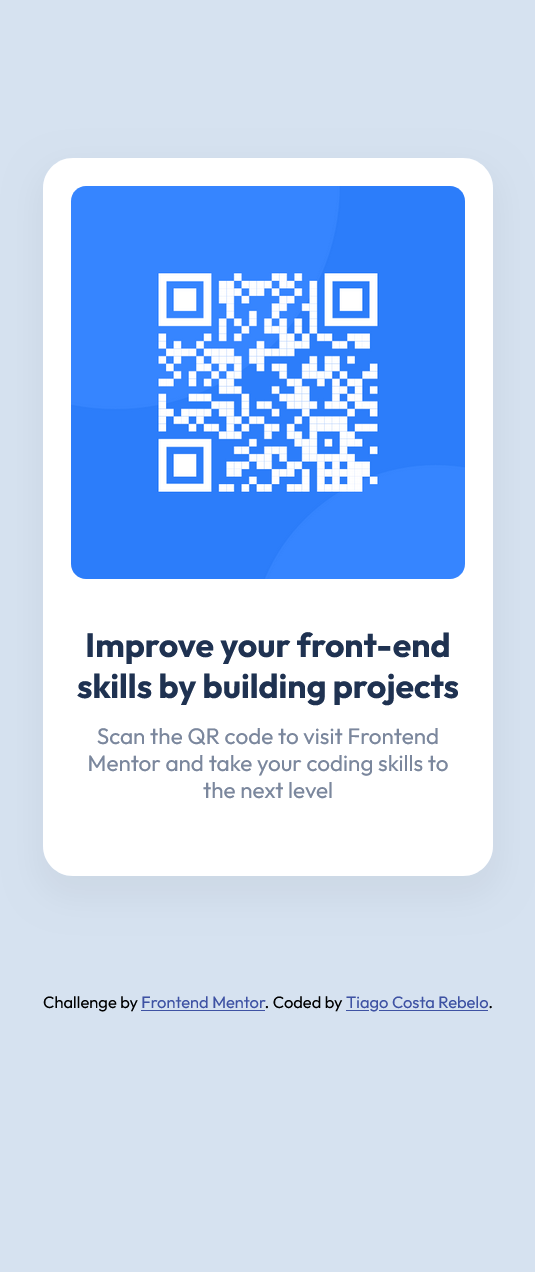 Improve your front-end
skills by building projects
Scan the QR code to visit Frontend
Mentor and take your coding skills to
the next level
Challenge by Frontend Mentor. Coded by Tiago Costa Rebelo.